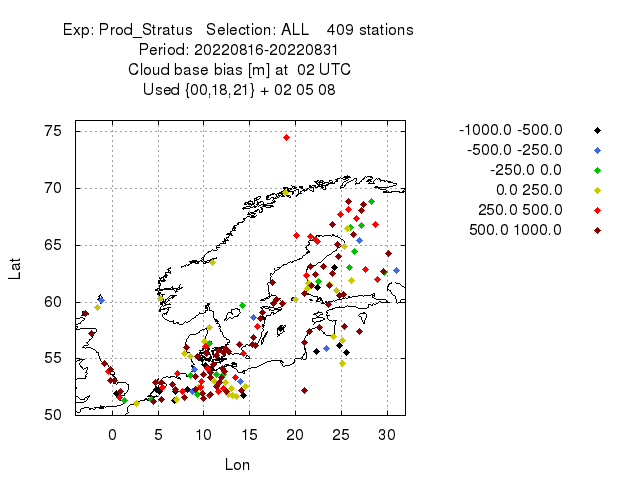 Exp: Prod_Stratus   Selection: ALL    409 stations
Period: 20220816-20220831
Cloud base bias [m] at  02 UTC
Used {00,18,21} + 02 05 08
-1000.0 -500.0
-500.0 -250.0
-250.0 0.0
0.0 250.0
250.0 500.0
500.0 1000.0
75
70
65
60
55
50
Lat
0 5 10 15 20 25 30
Lon